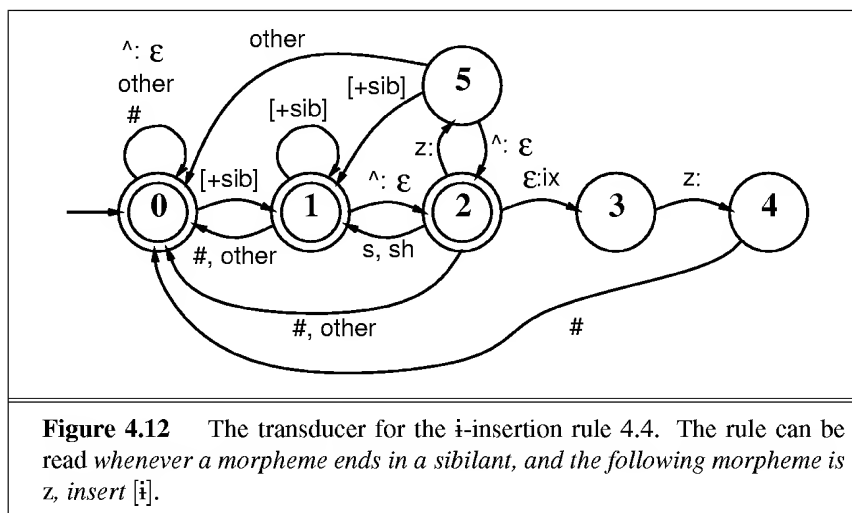 other
^: ε
other
#
[+sib]
[+sib]
5
z:
^: ε
[+sib]
^: ε
ε:ix
z:
0
1
2
3
4
#, other
s, sh
#, other
#
Figure 4.12 The transducer for the ɨ-insertion rule 4.4. The rule can be
read whenever a morpheme ends in a sibilant, and the following morpheme is
z, insert [ɨ].